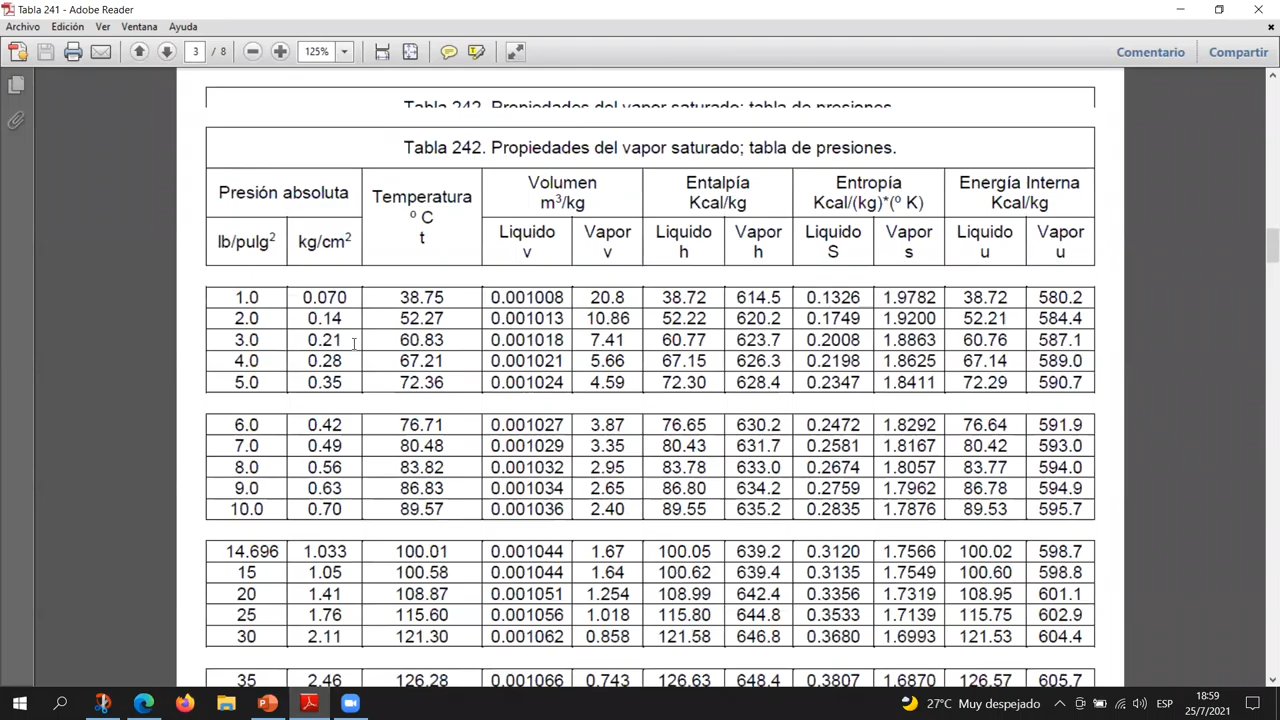 Tabla 241 - Adobe Reader
Archivo Edición Ver Ventana Ayuda
3 / 8 125% Comentario Compartir
Tabla 242. Propiedades del vapor saturado; tabla de presiones.
Tabla 242. Propiedades del vapor saturado; tabla de presiones.
Presión absoluta Temperatura º C t Volumen m³/kg Entalpía Kcal/kg Entropía Kcal/(kg)*(º K) Energía Interna Kcal/kg
lb/pulg² kg/cm² Liquido v Vapor v Liquido h Vapor h Liquido S Vapor s Liquido u Vapor u
1.0 0.070 38.75 0.001008 20.8 38.72 614.5 0.1326 1.9782 38.72 580.2
2.0 0.14 52.27 0.001013 10.86 52.22 620.2 0.1749 1.9200 52.21 584.4
3.0 0.21 60.83 0.001018 7.41 60.77 623.7 0.2008 1.8863 60.76 587.1
4.0 0.28 67.21 0.001021 5.66 67.15 626.3 0.2198 1.8625 67.14 589.0
5.0 0.35 72.36 0.001024 4.59 72.30 628.4 0.2347 1.8411 72.29 590.7
6.0 0.42 76.71 0.001027 3.87 76.65 630.2 0.2472 1.8292 76.64 591.9
7.0 0.49 80.48 0.001029 3.35 80.43 631.7 0.2581 1.8167 80.42 593.0
8.0 0.56 83.82 0.001032 2.95 83.78 633.0 0.2674 1.8057 83.77 594.0
9.0 0.63 86.83 0.001034 2.65 86.80 634.2 0.2759 1.7962 86.78 594.9
10.0 0.70 89.57 0.001036 2.40 89.55 635.2 0.2835 1.7876 89.53 595.7
14.696 1.033 100.01 0.001044 1.67 100.05 639.2 0.3120 1.7566 100.02 598.7
15 1.05 100.58 0.001044 1.64 100.62 639.4 0.3135 1.7549 100.60 598.8
20 1.41 108.87 0.001051 1.254 108.99 642.4 0.3356 1.7319 108.95 601.1
25 1.76 115.60 0.001056 1.018 115.80 644.8 0.3533 1.7139 115.75 602.9
30 2.11 121.30 0.001062 0.858 121.58 646.8 0.3680 1.6993 121.53 604.4
35 2.46 126.28 0.001066 0.743 126.63 648.4 0.3807 1.6870 126.57 605.7
27°C Muy despejado ESP 18:59
25/7/2021